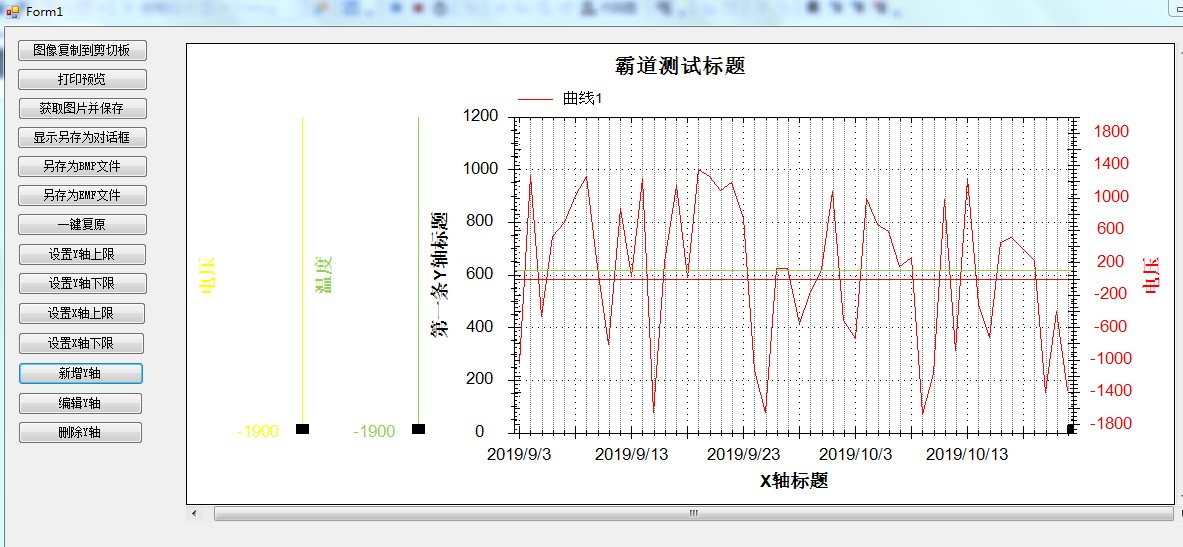 Form1
图像复制到剪切板
打印预览
获取图片并保存
显示另存为对话框
另存为BMP文件
另存为EMF文件
一键复原
设置Y轴上限
设置Y轴下限
设置X轴上限
设置X轴下限
新增Y轴
编辑Y轴
删除Y轴
霸道测试标题
曲线1
电压
-1900
温度
-1900
第一条Y轴标题
1200
1000
800
600
400
200
0
1800
1400
1000
600
200
-200
-600
-1000
-1400
-1800
电压
2019/9/3
2019/9/13
2019/9/23
2019/10/3
2019/10/13
X轴标题